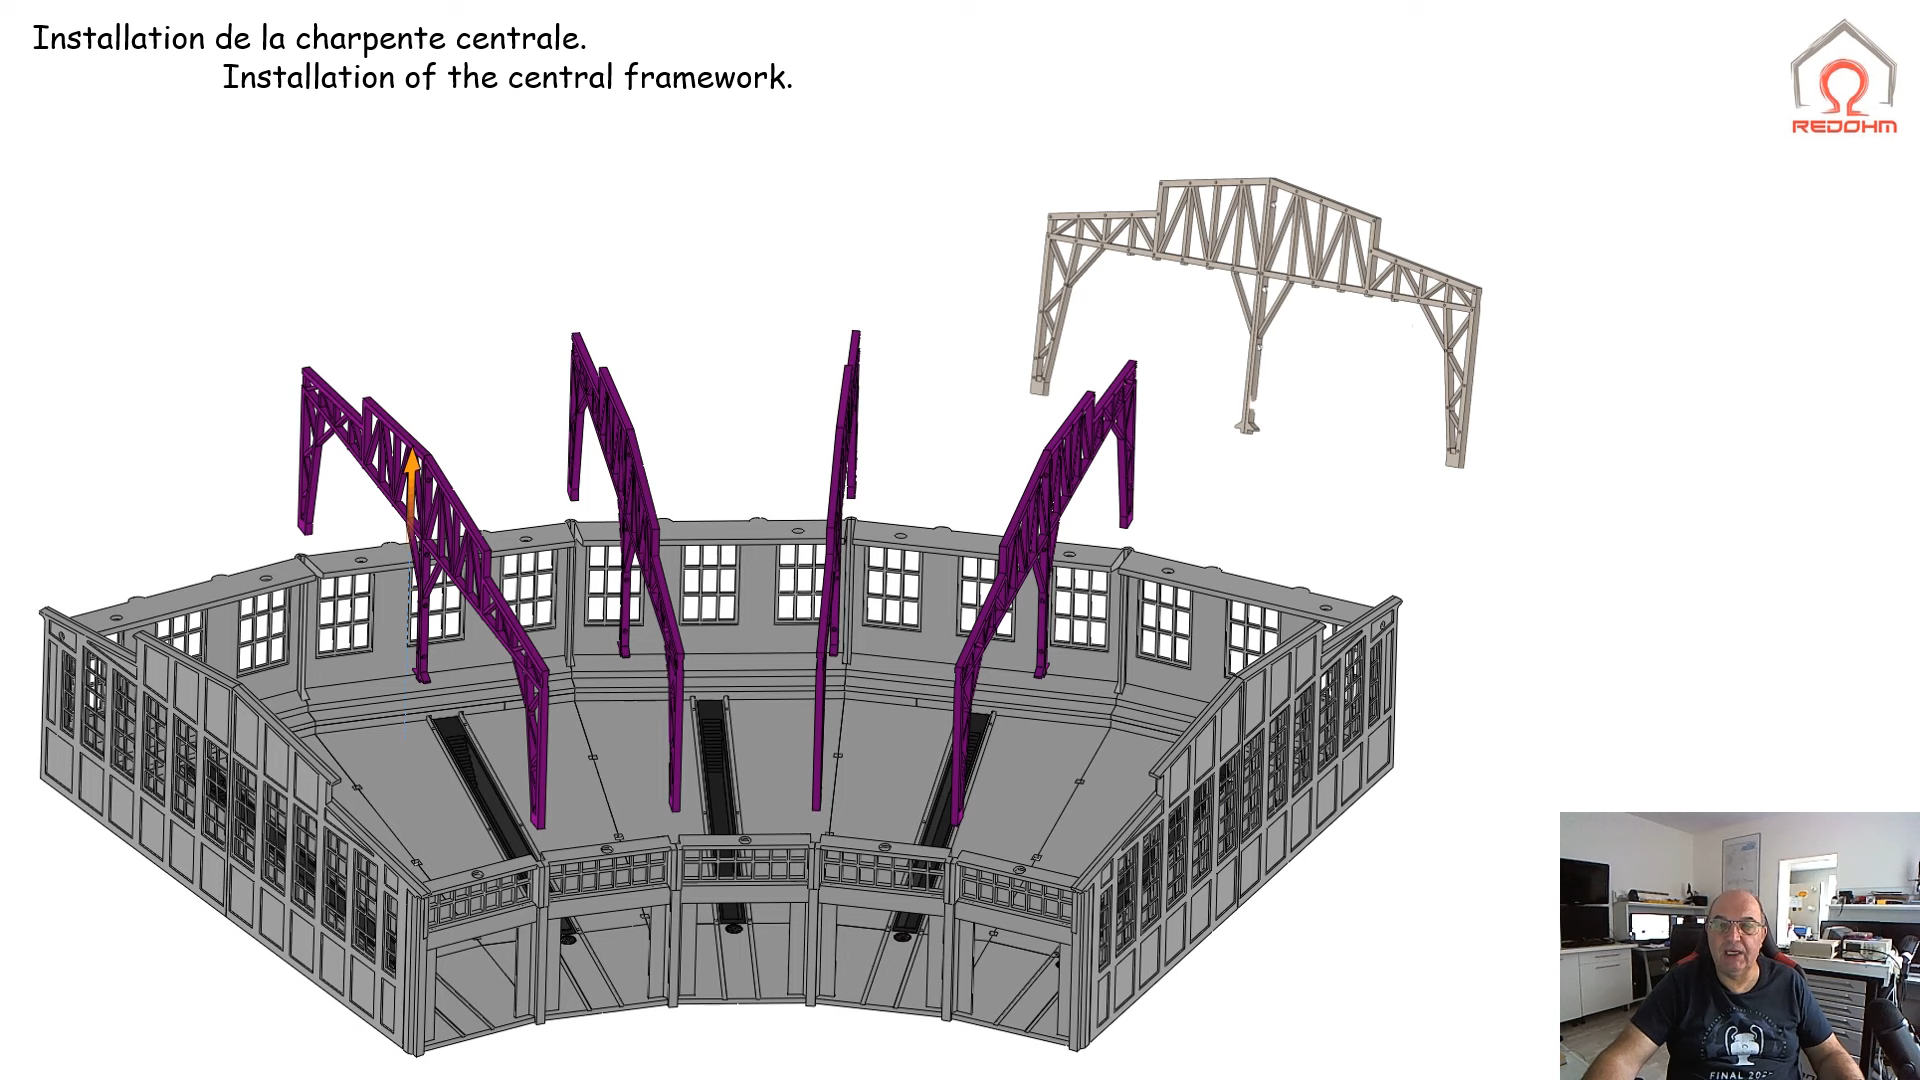 Installation de la charpente centrale.
Installation of the central framework.
REDOHM